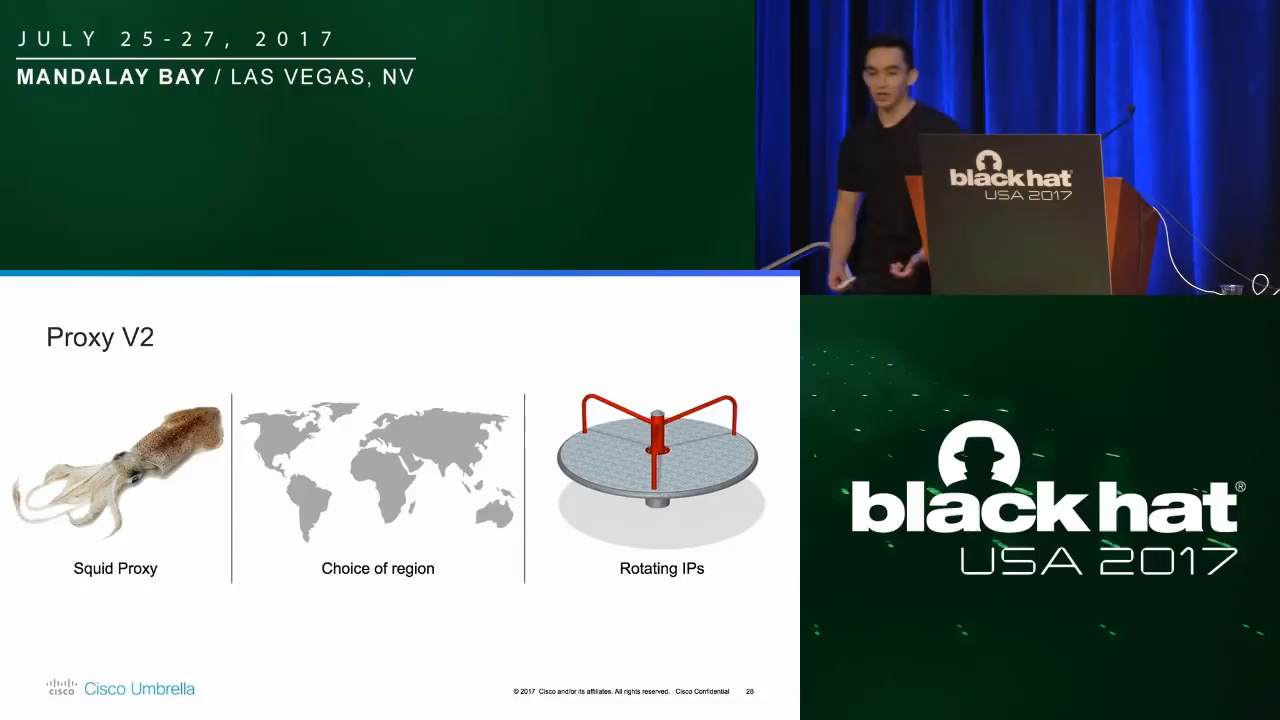 JULY 25-27, 2017
MANDALAY BAY / LAS VEGAS, NV
black hat
USA 2017
Proxy V2
Squid Proxy
Choice of region
Rotating IPs
CISCO Cisco Umbrella
© 2017 Cisco and/or its affiliates. All rights reserved. Cisco Confidential 28
black hat®
USA 2017